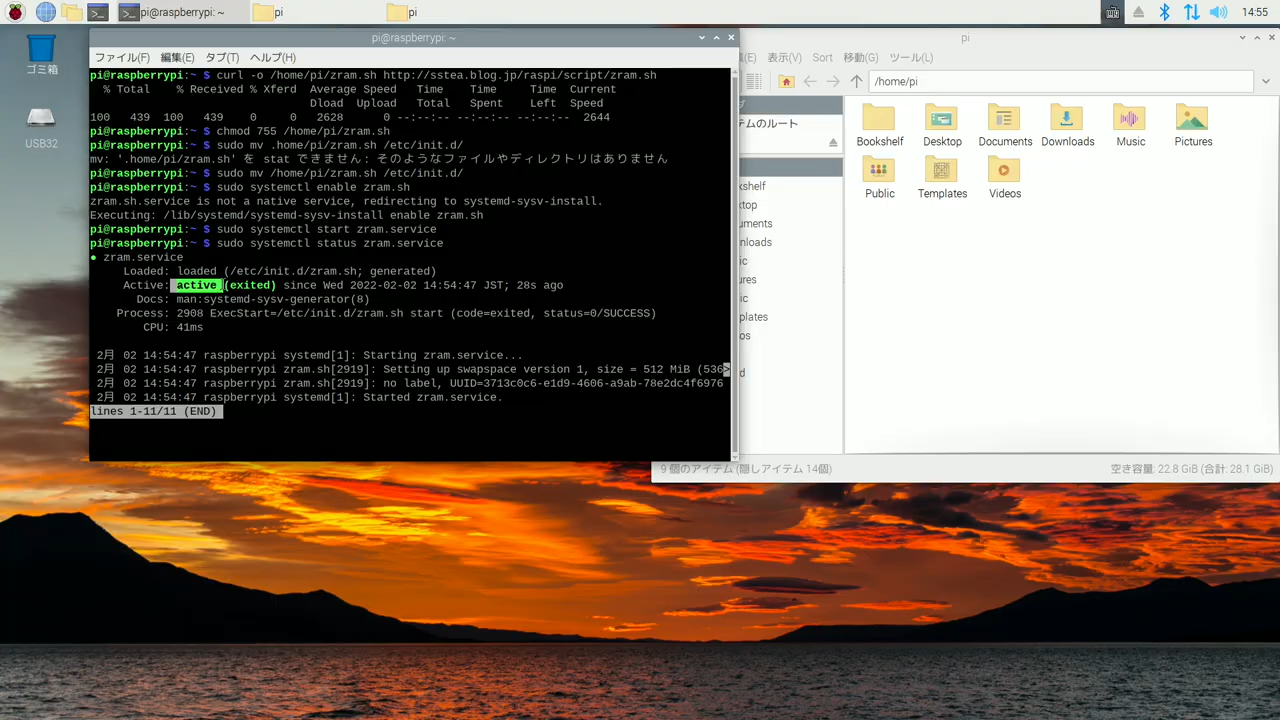 pi@raspberrypi: ~
pi
pi
14:55
ゴミ箱
USB32
pi@raspberrypi: ~
ファイル(F) 編集(E) タブ(T) ヘルプ(H)
pi@raspberrypi:~ $ curl -o /home/pi/zram.sh http://sstea.blog.jp/raspi/script/zram.sh
% Total % Received % Xferd Average Speed Time Time Time Current
Dload Upload Total Spent Left Speed
100 439 100 439 0 0 2628 0 --:--:-- --:--:-- --:--:-- 2644
pi@raspberrypi:~ $ chmod 755 /home/pi/zram.sh
pi@raspberrypi:~ $ sudo mv .home/pi/zram.sh /etc/init.d/
mv: '.home/pi/zram.sh' を stat できません: そのようなファイルやディレクトリはありません
pi@raspberrypi:~ $ sudo mv /home/pi/zram.sh /etc/init.d/
pi@raspberrypi:~ $ sudo systemctl enable zram.sh
zram.sh.service is not a native service, redirecting to systemd-sysv-install.
Executing: /lib/systemd/systemd-sysv-install enable zram.sh
pi@raspberrypi:~ $ sudo systemctl start zram.service
pi@raspberrypi:~ $ sudo systemctl status zram.service
● zram.service
Loaded: loaded (/etc/init.d/zram.sh; generated)
Active: active (exited) since Wed 2022-02-02 14:54:47 JST; 28s ago
Docs: man:systemd-sysv-generator(8)
Process: 2908 ExecStart=/etc/init.d/zram.sh start (code=exited, status=0/SUCCESS)
CPU: 41ms
2月 02 14:54:47 raspberrypi systemd[1]: Starting zram.service...
2月 02 14:54:47 raspberrypi zram.sh[2919]: Setting up swapspace version 1, size = 512 MiB (536>
2月 02 14:54:47 raspberrypi zram.sh[2919]: no label, UUID=3713c0c6-e1d9-4606-a9ab-78e2dc4f6976
2月 02 14:54:47 raspberrypi systemd[1]: Started zram.service.
lines 1-11/11 (END)
pi
(E) 表示(V) Sort 移動(G) ツール(L)
/home/pi
テムのルート
kshelf
top
uments
nloads
ic
ures
ic
plates
os
d
Bookshelf Desktop Documents Downloads Music Pictures
Public Templates Videos
9 個のアイテム (隠しアイテム 14個) 空き容量: 22.8 GiB (合計: 28.1 GiB)